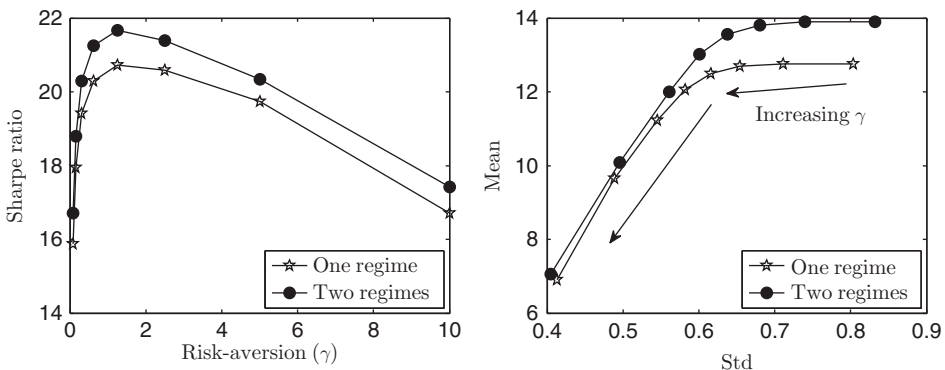 22
20
18
16
14
Sharpe ratio
0
2
4
6
8
10
Risk-aversion (γ)
One regime
Two regimes
14
12
10
8
6
Mean
0.4
0.5
0.6
0.7
0.8
0.9
Std
Increasing γ
One regime
Two regimes